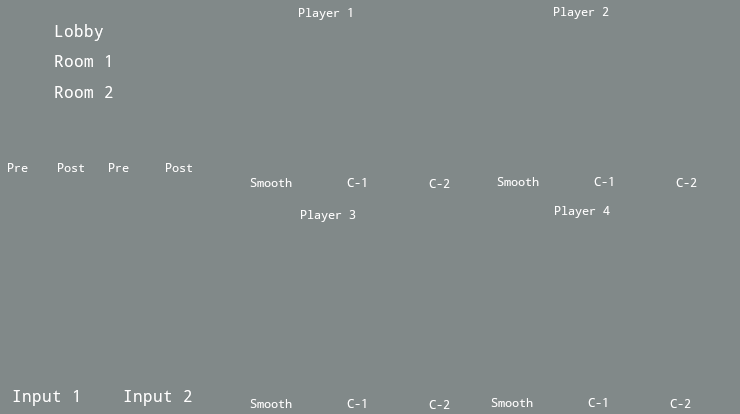 Player 1 Player 2
Lobby
Room 1
Room 2
Pre Post Pre Post
Smooth C-1 C-2 Smooth C-1 C-2
Player 3 Player 4
Input 1 Input 2
Smooth C-1 C-2 Smooth C-1 C-2